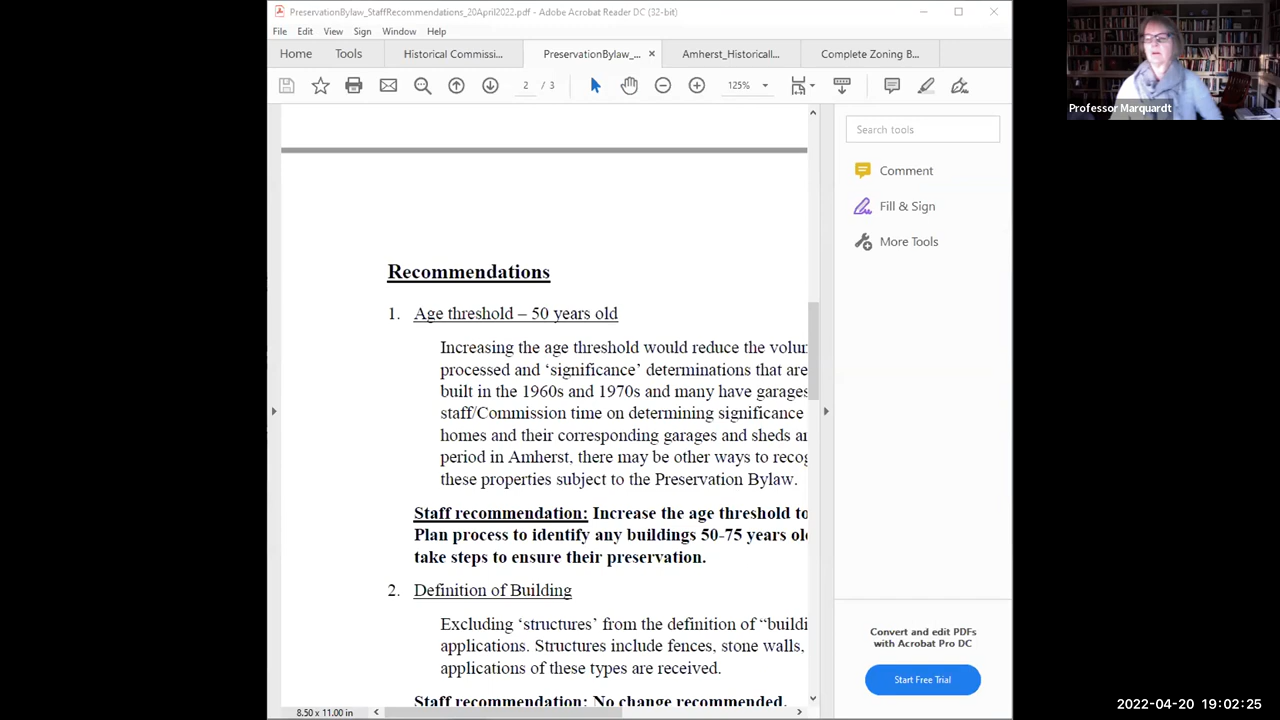 PreservationBylaw_StaffRecommendations_20April2022.pdf - Adobe Acrobat Reader DC (32-bit)
File Edit View Sign Window Help
Home Tools Historical Commissi... PreservationBylaw_... × Amherst_Historicall... Complete Zoning B...
2 / 3 125%
Search tools
Comment
Fill & Sign
More Tools
Recommendations
1. Age threshold – 50 years old
Increasing the age threshold would reduce the volu
processed and ‘significance’ determinations that are
built in the 1960s and 1970s and many have garages
staff/Commission time on determining significance
homes and their corresponding garages and sheds a
period in Amherst, there may be other ways to reco
these properties subject to the Preservation Bylaw.
Staff recommendation: Increase the age threshold to
Plan process to identify any buildings 50-75 years ol
take steps to ensure their preservation.
2. Definition of Building
Excluding ‘structures’ from the definition of “buildi
applications. Structures include fences, stone walls,
applications of these types are received.
Staff recommendation: No change recommended.
Convert and edit PDFs
with Acrobat Pro DC
Start Free Trial
8.50 x 11.00 in
Professor Marquardt
2022-04-20 19:02:25